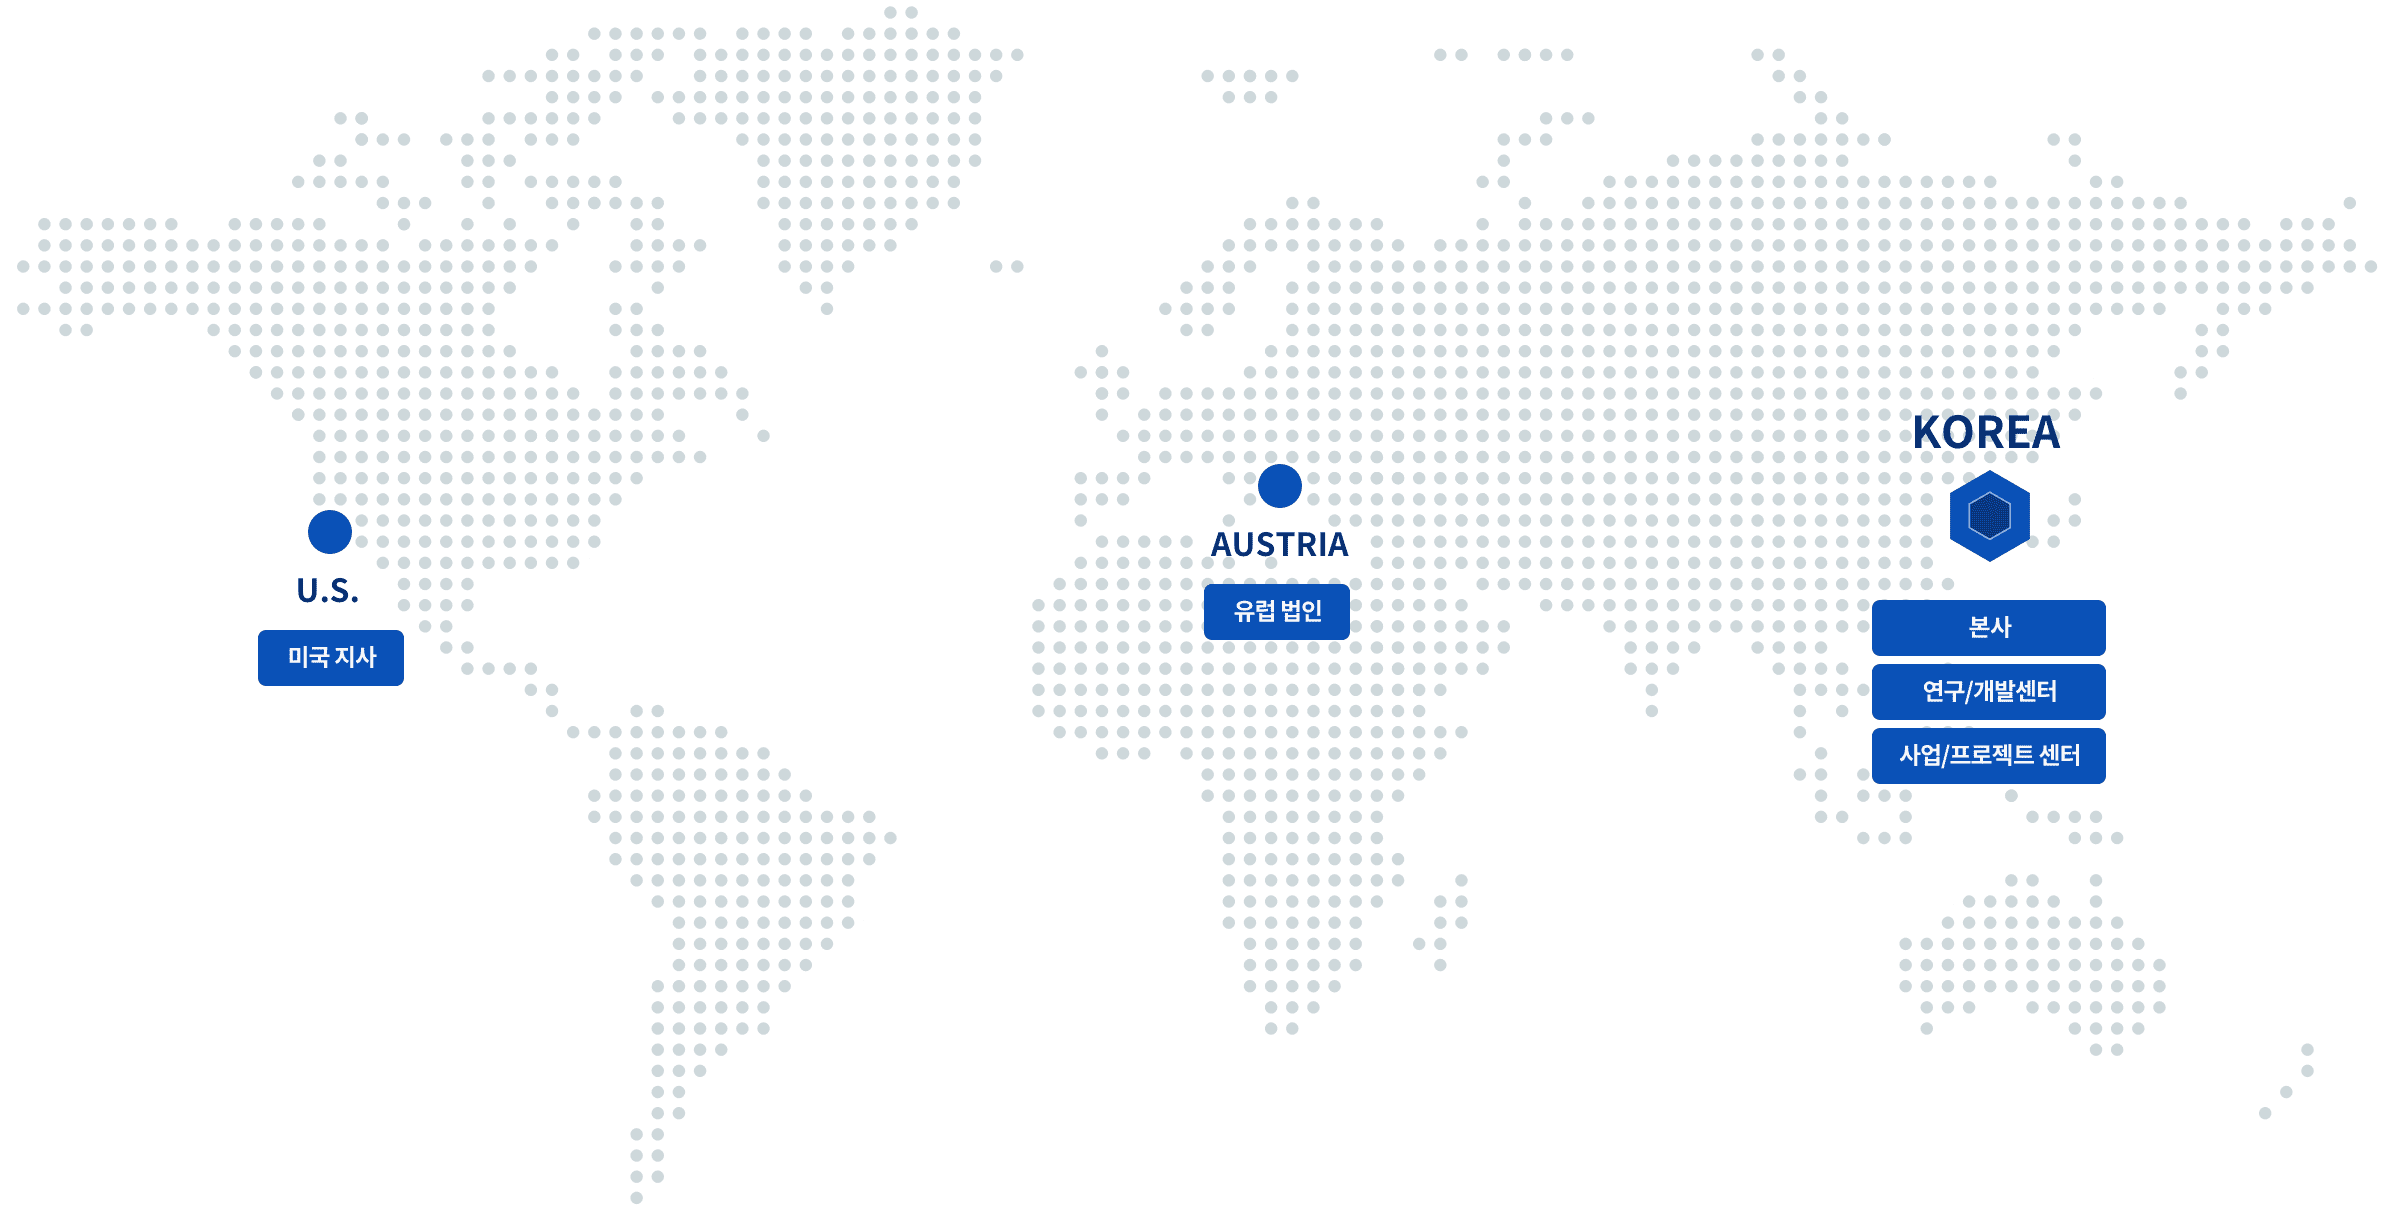 KOREA
AUSTRIA
U.S.
유럽 법인
본사
미국 지사
연구/개발센터
사업/프로젝트 센터